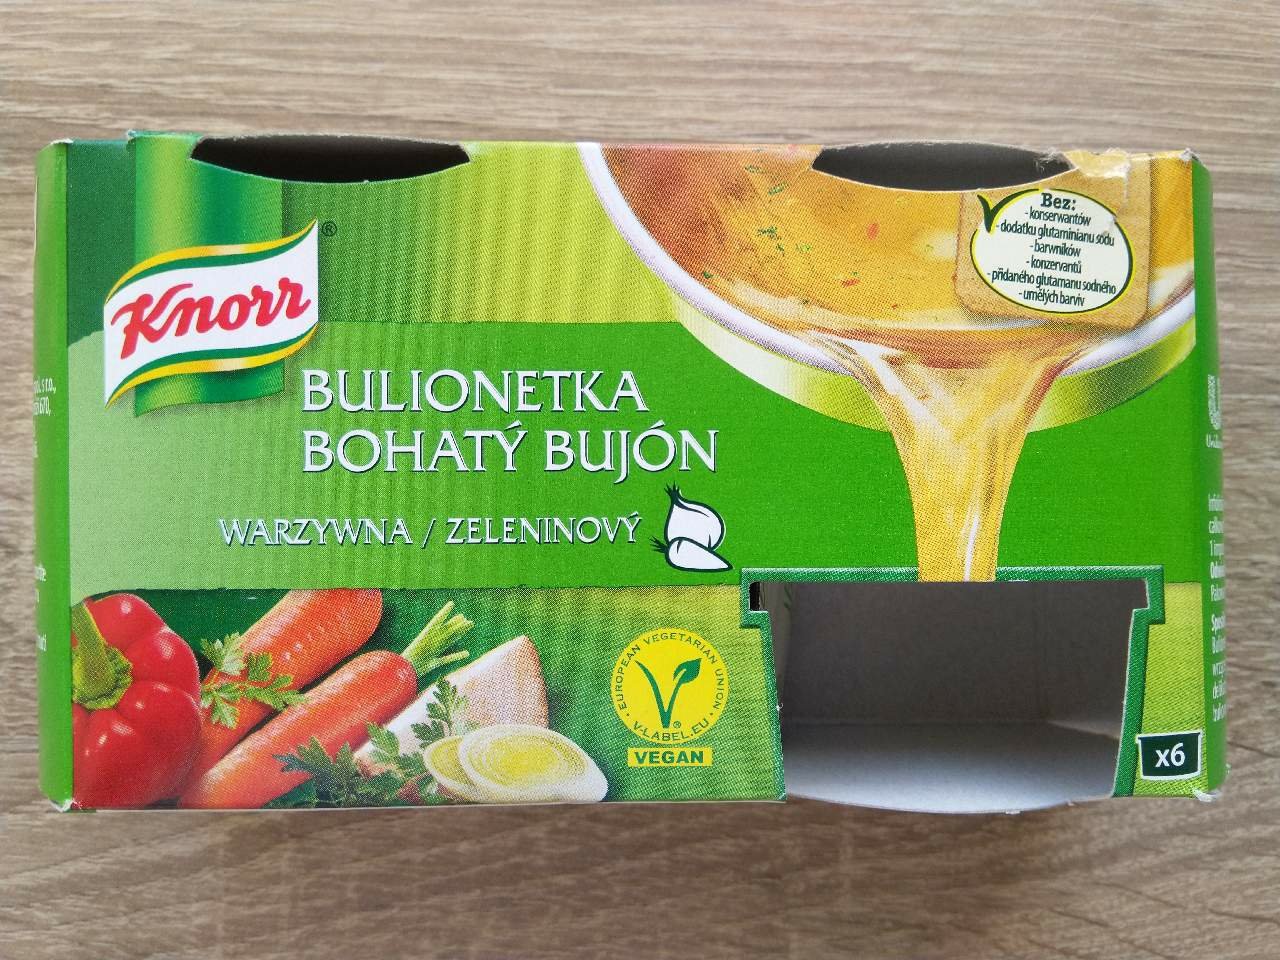 Knorr
®
BULIONETKA
BOHATÝ BUJÓN
WARZYWNA / ZELENINOVÝ
Bez:
- konserwantów
- dodatku glutaminianu sodu
- barwników
- konzervantů
- přidaného glutamanu sodného
- umělých barviv
EUROPEAN VEGETARIAN UNION
V-LABEL.EU
VEGAN
x6